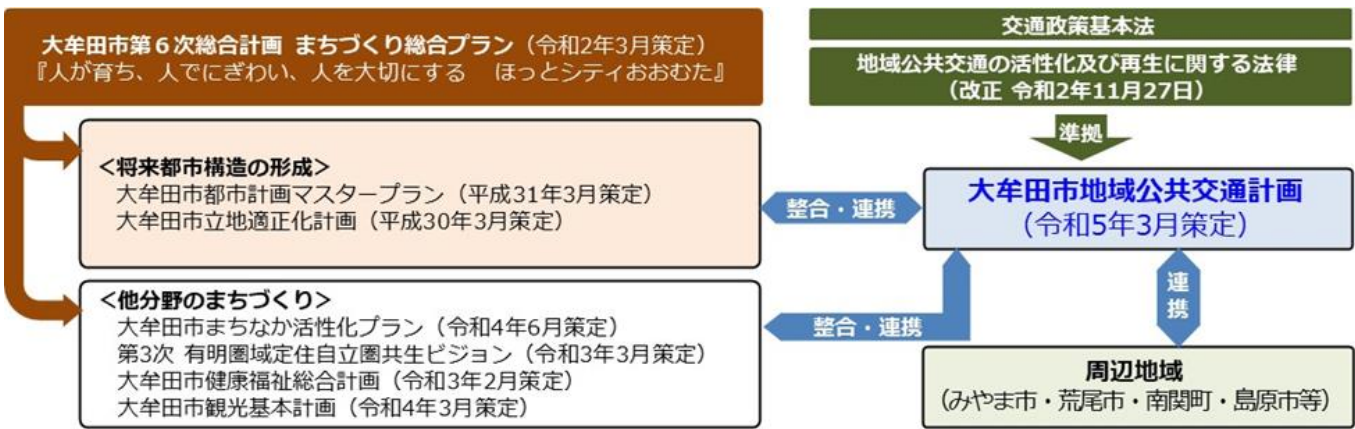 大牟田市第６次総合計画 まちづくり総合プラン（令和2年3月策定）
『人が育ち、人でにぎわい、人を大切にする　ほっとシティおおむた』
＜将来都市構造の形成＞
大牟田市都市計画マスタープラン（平成31年3月策定）
大牟田市立地適正化計画（平成30年3月策定）
＜他分野のまちづくり＞
大牟田市まちなか活性化プラン（令和4年6月策定）
第3次 有明圏域定住自立圏共生ビジョン（令和3年3月策定）
大牟田市健康福祉総合計画（令和3年2月策定）
大牟田市観光基本計画（令和4年3月策定）
整合・連携
整合・連携
交通政策基本法
地域公共交通の活性化及び再生に関する法律
（改正 令和2年11月27日）
準拠
大牟田市地域公共交通計画
（令和5年3月策定）
連携
周辺地域
（みやま市・荒尾市・南関町・島原市等）